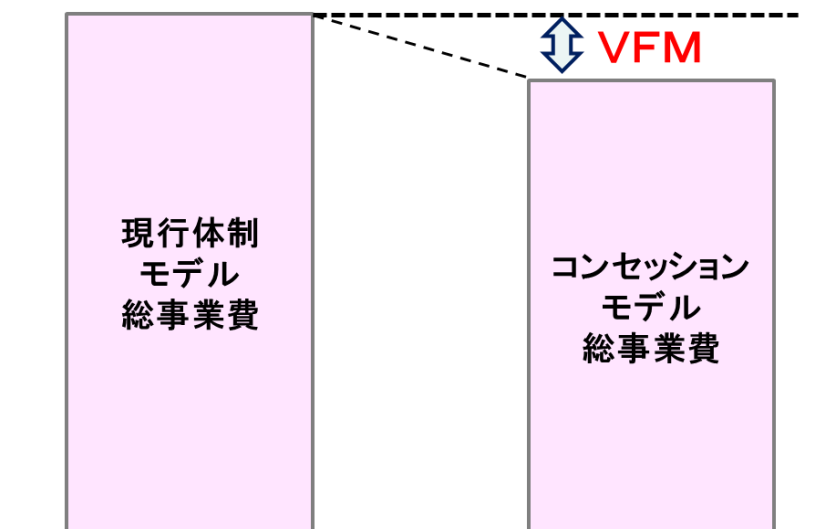 VFM
現行体制
モデル
総事業費
コンセッション
モデル
総事業費